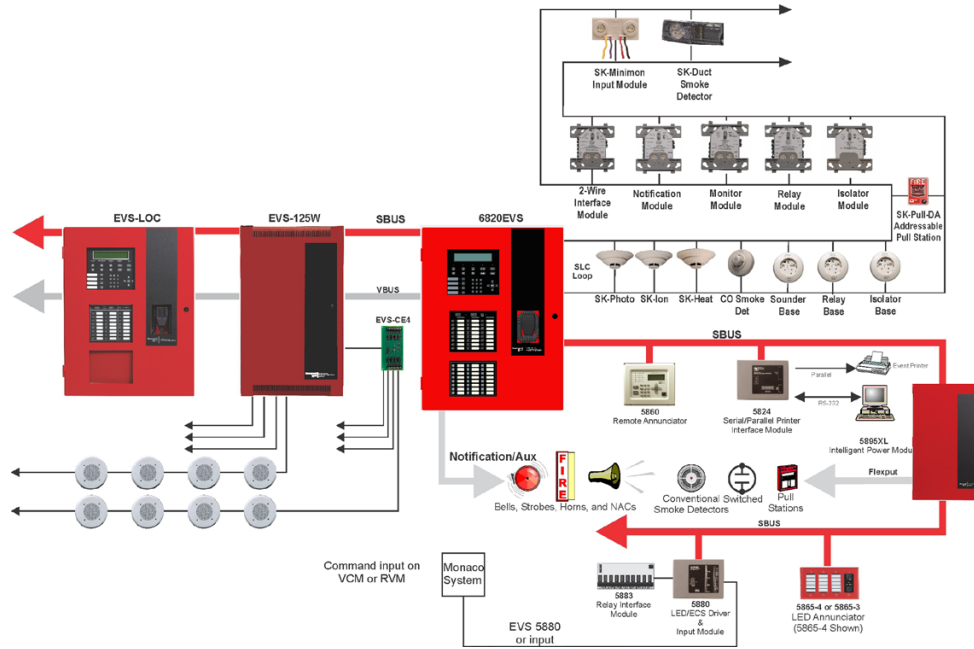 SK-Minimon
Input Module
SK-Duct
Smoke
Detector
2-Wire
Interface
Module
Notification
Module
Monitor
Module
Relay
Module
Isolator
Module
FIRE
SK-Pull-DA
Addressable
Pull Station
EVS-LOC
EVS-125W
SBUS
6820EVS
SLC
Loop
SK-Photo
SK-Ion
SK-Heat
CO Smoke
Det
Sounder
Base
Relay
Base
Isolator
Base
VBUS
EVS-CE4
SBUS
5860
Remote Annunciator
5824
Serial/Parallel Printer
Interface Module
Parallel
Event Printer
RS-232
5895XL
Intelligent Power Modul
Notification/Aux
FIRE
Bells, Strobes, Horns, and NACs
Conventional
Smoke Detectors
Switched
Pull
Stations
Flexput
SBUS
Command input on
VCM or RVM
Monaco
System
5883
Relay Interface
Module
5880
LED/ECS Driver
&
Input Module
5865-4 or 5865-3
LED Annunciator
(5865-4 Shown)
EVS 5880
or input